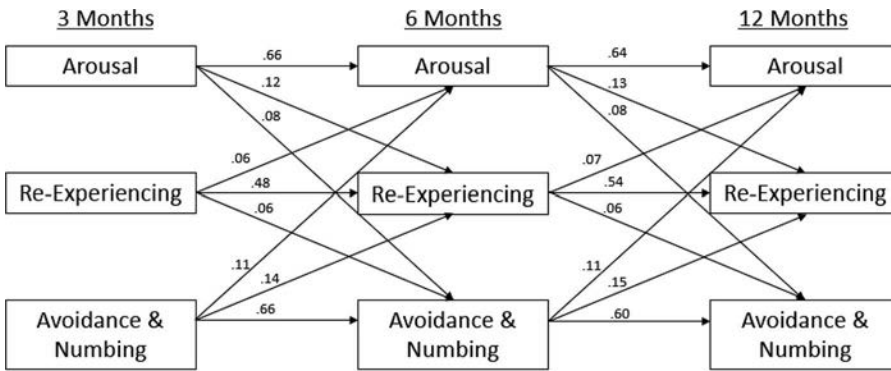 3 Months 6 Months 12 Months
Arousal .66 Arousal .64 Arousal
.12 .13
.08 .08
.06 .07
Re-Experiencing .48 Re-Experiencing .54 Re-Experiencing
.06 .06
.11 .11
.14 .15
Avoidance & Numbing .66 Avoidance & Numbing .60 Avoidance & Numbing